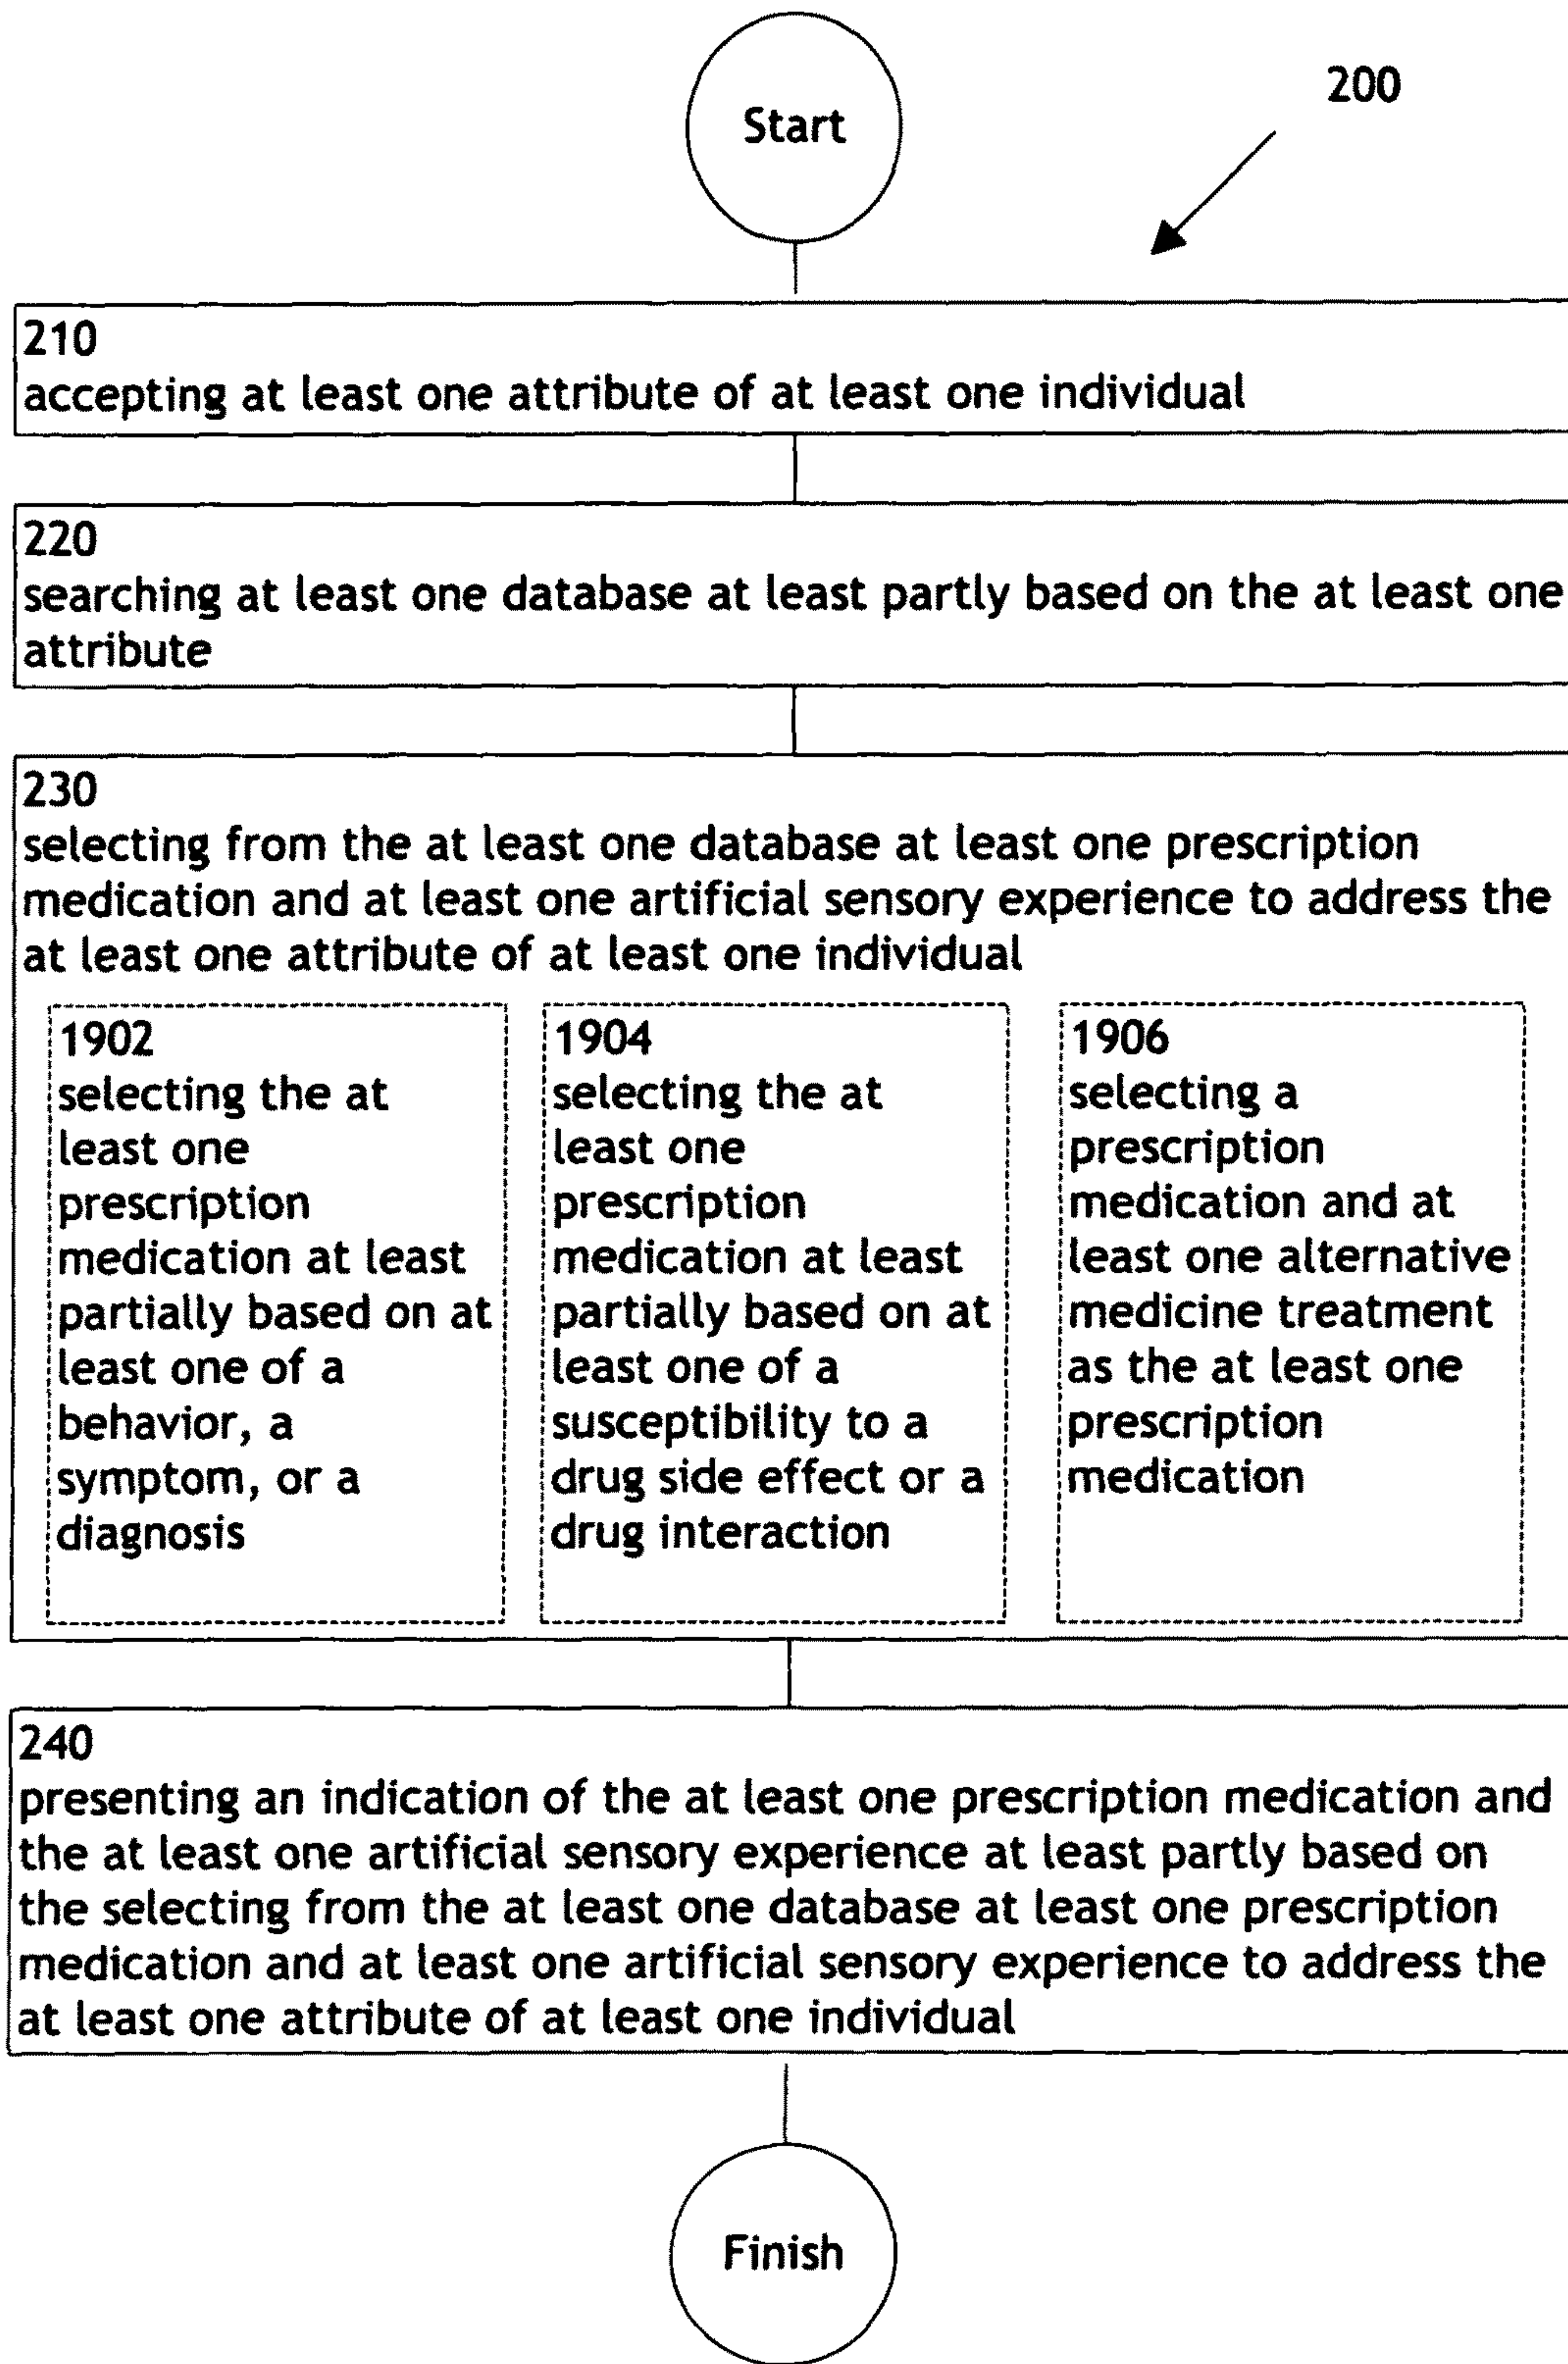 Start
200
210
accepting at least one attribute of at least one individual
220
searching at least one database at least partly based on the at least one
attribute
230
selecting from the at least one database at least one prescription
medication and at least one artificial sensory experience to address the
at least one attribute of at least one individual
1902
selecting the at
least one
prescription
medication at least
partially based on at
least one of a
behavior, a
symptom, or a
diagnosis
1904
selecting the at
least one
prescription
medication at least
partially based on at
least one of a
susceptibility to a
drug side effect or a
drug interaction
1906
selecting a
prescription
medication and at
least one alternative
medicine treatment
as the at least one
prescription
medication
240
presenting an indication of the at least one prescription medication and
the at least one artificial sensory experience at least partly based on
the selecting from the at least one database at least one prescription
medication and at least one artificial sensory experience to address the
at least one attribute of at least one individual
Finish